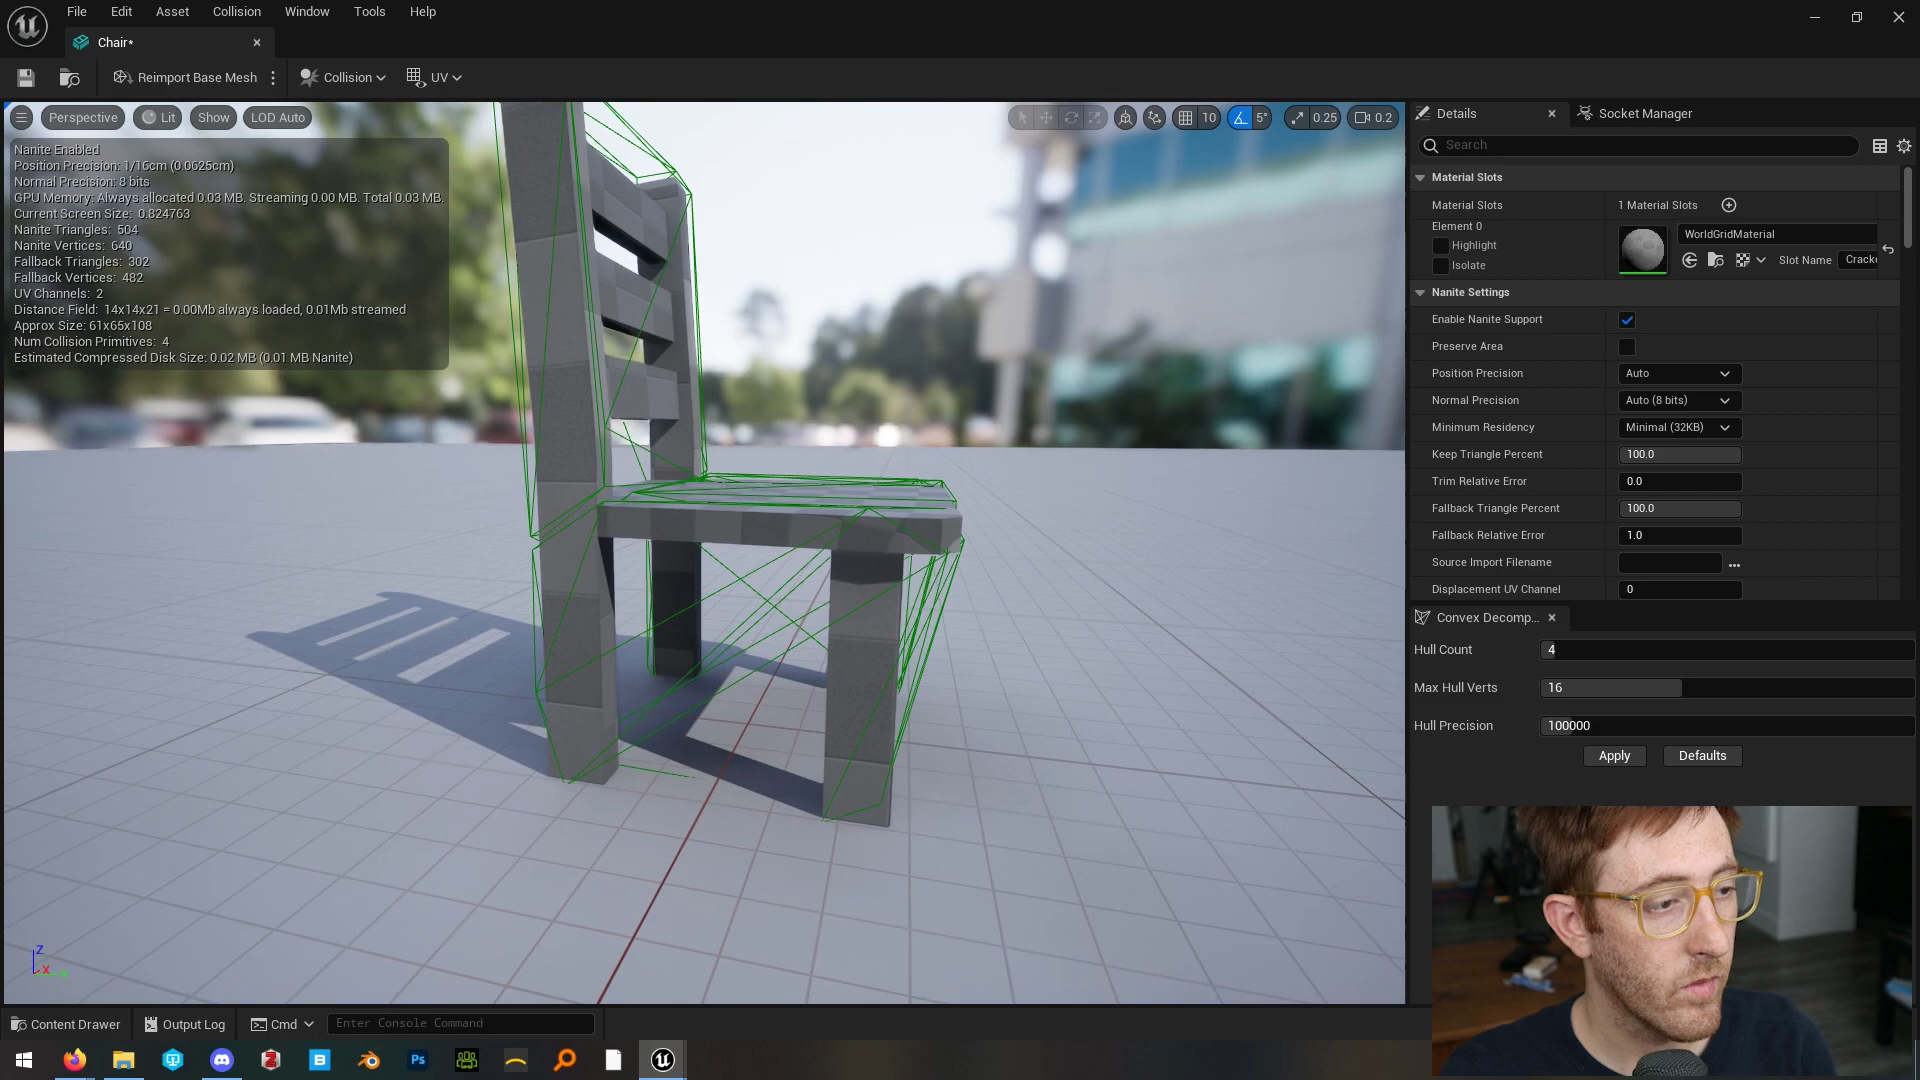 File Edit Asset Collision Window Tools Help
Chair*
Reimport Base Mesh Collision UV
Perspective Lit Show LOD Auto
10 5° 0.25 0.2
Nanite Enabled
Position Precision: 1/16cm (0.0625cm)
Normal Precision: 8 bits
GPU Memory: Always allocated 0.03 MB. Streaming 0.00 MB. Total 0.03 MB.
Current Screen Size: 0.824763
Nanite Triangles: 504
Nanite Vertices: 640
Fallback Triangles: 302
Fallback Vertices: 482
UV Channels: 2
Distance Field: 14x14x21 = 0.00Mb always loaded, 0.01Mb streamed
Approx Size: 61x65x108
Num Collision Primitives: 4
Estimated Compressed Disk Size: 0.02 MB (0.01 MB Nanite)
Z
X
Details Socket Manager
Search
Material Slots
Material Slots 1 Material Slots
Element 0
Highlight
Isolate
WorldGridMaterial
Slot Name Cracke
Nanite Settings
Enable Nanite Support
Preserve Area
Position Precision Auto
Normal Precision Auto (8 bits)
Minimum Residency Minimal (32KB)
Keep Triangle Percent 100.0
Trim Relative Error 0.0
Fallback Triangle Percent 100.0
Fallback Relative Error 1.0
Source Import Filename ...
Displacement UV Channel 0
Convex Decomp...
Hull Count 4
Max Hull Verts 16
Hull Precision 100000
Apply Defaults
Content Drawer Output Log Cmd Enter Console Command
Z B Ps